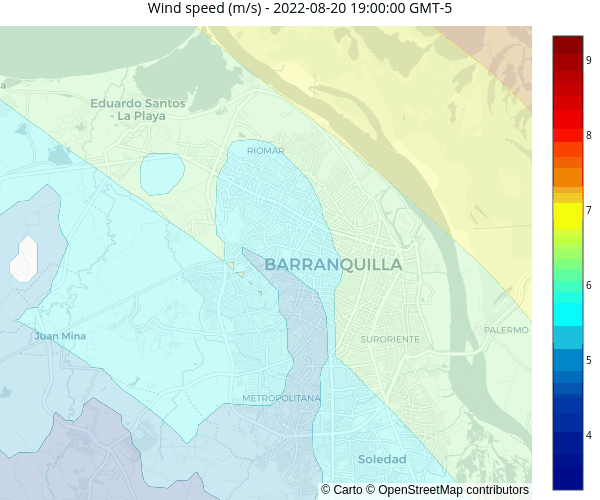 Wind speed (m/s) - 2022-08-20 19:00:00 GMT-5
a
Eduardo Santos
- La Playa
RIOMAR
BARRANQUILLA
Juan Mina
SURORIENTE
PALERMO
METROPOLITANA
Soledad
© Carto © OpenStreetMap contributors
9
8
7
6
5
4